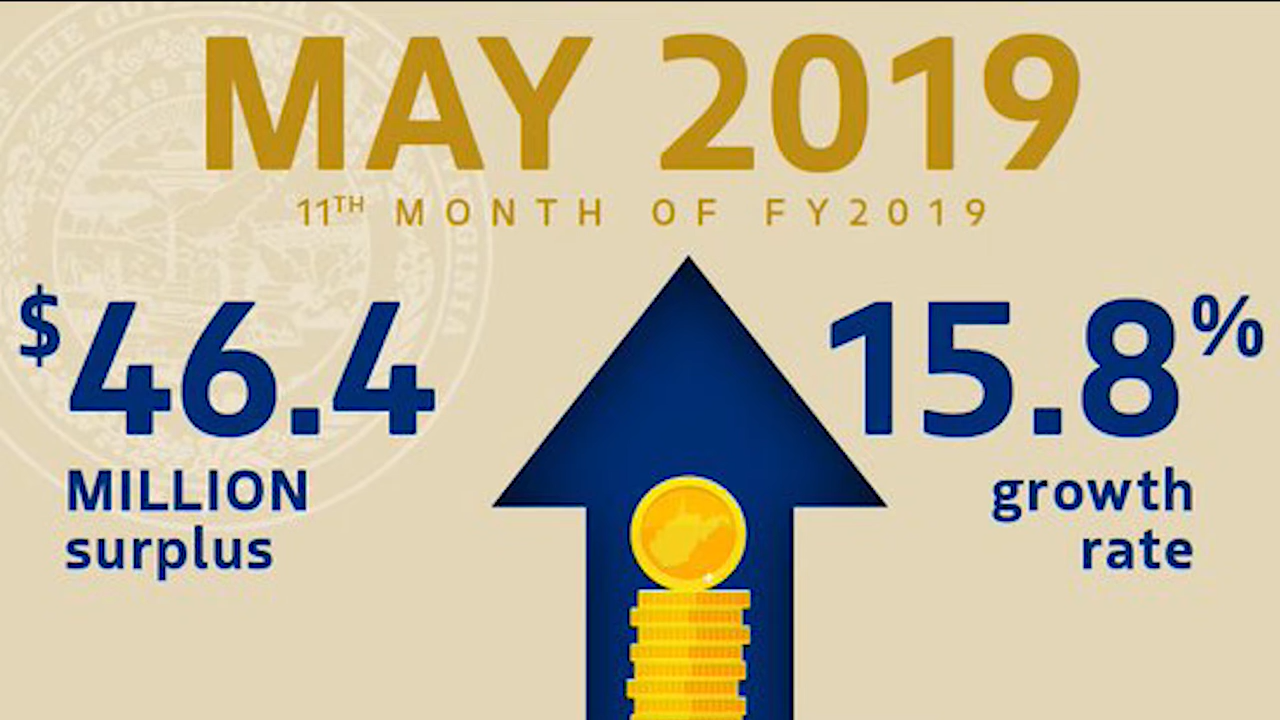 MAY 2019
11TH MONTH OF FY2019
$46.4
MILLION
surplus
15.8%
growth
rate